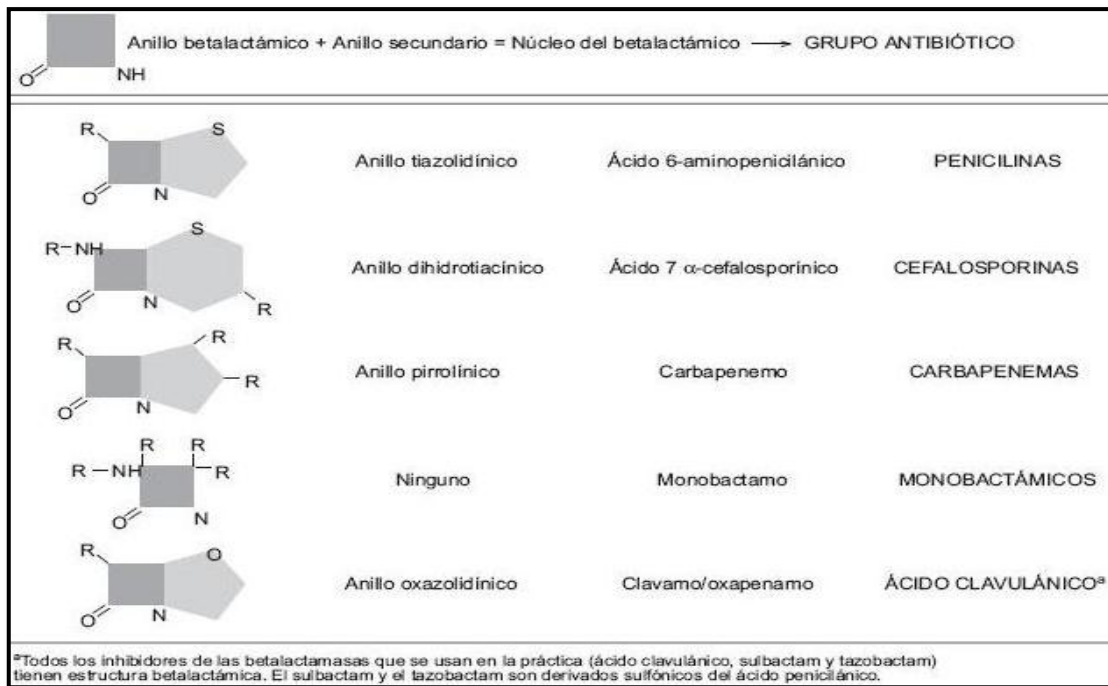 Anillo betalactámico + Anillo secundario = Núcleo del betalactámico ⟶ GRUPO ANTIBIÓTICO
O
NH
R
S
Anillo tiazolidínico Ácido 6-aminopenicilánico PENICILINAS
O
N
S
R-NH
Anillo dihidrotiacínico Ácido 7 α-cefalosporínico CEFALOSPORINAS
O
N
R
R
R
R
Anillo pirrolínico Carbapenemo CARBAPENEMAS
O
N
R R
R-NH R
Ninguno Monobactamo MONOBACTÁMICOS
O
N
R
O
Anillo oxazolidínico Clavamo/oxapenamo ÁCIDO CLAVULÁNICOª
O
N
ªTodos los inhibidores de las betalactamasas que se usan en la práctica (ácido clavulánico, sulbactam y tazobactam)
tienen estructura betalactámica. El sulbactam y el tazobactam son derivados sulfónicos del ácido penicilánico.